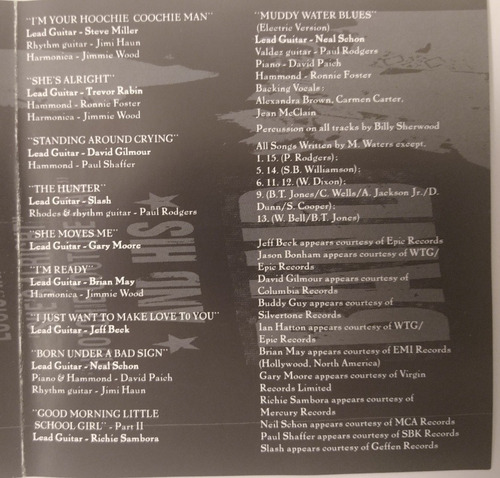 "I'M YOUR HOOCHIE COOCHIE MAN"
Lead Guitar - Steve Miller
Rhythm guitar - Jimi Haun
Harmonica - Jimmie Wood
"SHE'S ALRIGHT"
Lead Guitar - Trevor Rabin
Hammond - Ronnie Foster
Harmonica - Jimmie Wood
"STANDING AROUND CRYING"
Lead Guitar - David Gilmour
Hammond - Paul Shaffer
"THE HUNTER"
Lead Guitar - Slash
Rhodes & rhythm guitar - Paul Rodgers
"SHE MOVES ME"
Lead Guitar - Gary Moore
"I'M READY"
Lead Guitar - Brian May
Harmonica - Jimmie Wood
"I JUST WANT TO MAKE LOVE TO YOU"
Lead Guitar - Jeff Beck
"BORN UNDER A BAD SIGN"
Lead Guitar - Neal Schon
Piano & Hammond - David Paich
Rhythm guitar - Jimi Haun
"GOOD MORNING LITTLE
SCHOOL GIRL" - Part II
Lead Guitar - Richie Sambora
"MUDDY WATER BLUES"
(Electric Version)
Lead Guitar - Neal Schon
Valdez guitar - Paul Rodgers
Piano - David Paich
Hammond - Ronnie Foster
Backing Vocals:
Alexandra Brown, Carmen Carter,
Jean McClain
Percussion on all tracks by Billy Sherwood
All Songs Written by M. Waters except.
1. 15. (P. Rodgers);
5. 14. (S.B. Williamson);
6. 11. 12. (W. Dixon);
9. (B.T. Jones/C. Wells/A. Jackson Jr./D.
Dunn/S. Cooper);
13. (W. Bell/B.T. Jones)
Jeff Beck appears courtesy of Epic Records
Jason Bonham appears courtesy of WTG/
Epic Records
David Gilmour appears courtesy of
Columbia Records
Buddy Guy appears courtesy of
Silvertone Records
Ian Hatton appears courtesy of WTG/
Epic Records
Brian May appears courtesy of EMI Records
(Hollywood, North America)
Gary Moore appears courtesy of Virgin
Records Limited
Richie Sambora appears courtesy of
Mercury Records
Neil Schon appears courtesy of MCA Records
Paul Shaffer appears courtesy of SBK Records
Slash appears courtesy of Geffen Records
AND HIS